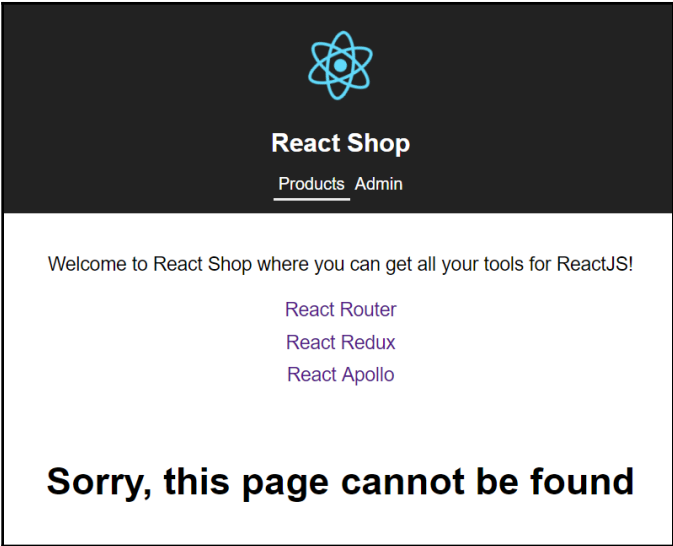 React Shop
Products Admin
Welcome to React Shop where you can get all your tools for ReactJS!
React Router
React Redux
React Apollo
Sorry, this page cannot be found